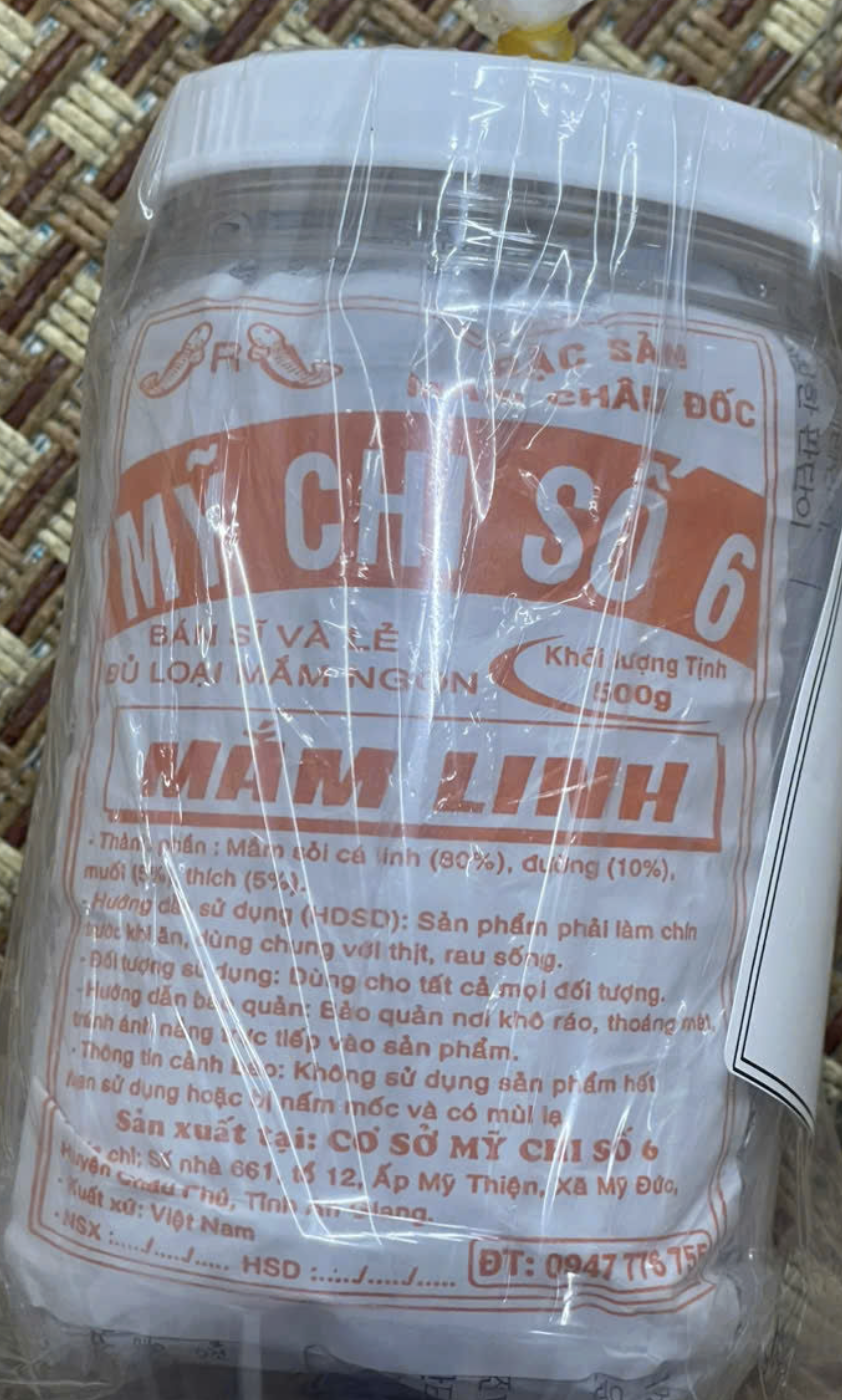 R
ĐẶC SẢN
CHÂU ĐỐC
MỸ CHI SỐ 6
BÁN SĨ VÀ LẺ
ĐỦ LOẠI MẮM NGON
Khối lượng Tịnh
500g
MẮM LINH
- Thành phần : Mắm sỏi cá linh (80%), đường (10%),
muối (5%), thích (5%).
- Hướng dẫn sử dụng (HDSD): Sản phẩm phải làm chín
trước khi ăn, dùng chung với thịt, rau sống.
- Đối tượng sử dụng: Dùng cho tất cả mọi đối tượng.
- Hướng dẫn bảo quản: Bảo quản nơi khô ráo, thoáng mát,
tránh ánh nắng trực tiếp vào sản phẩm.
- Thông tin cảnh báo: Không sử dụng sản phẩm hết
hạn sử dụng hoặc bị nấm mốc và có mùi lạ
Sản xuất tại: CƠ SỞ MỸ CHI SỐ 6
chỉ: Số nhà 661, tổ 12, Ấp Mỹ Thiện, Xã Mỹ Đức,
Huyện Châu Phú, Tỉnh An Giang.
- Xuất xứ: Việt Nam
- NSX :...../...../..... HSD :...../...../.....
ĐT: 0947 776 755